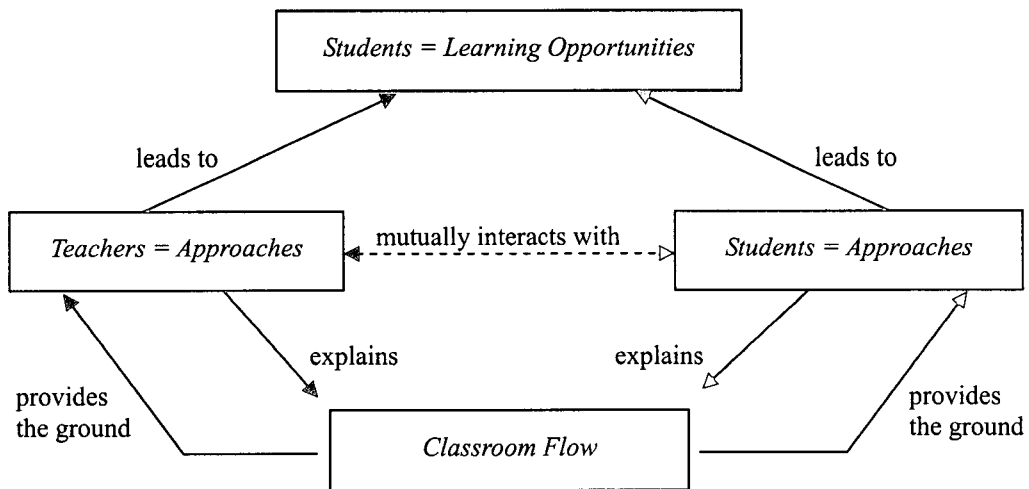 Students = Learning Opportunities
leads to
leads to
Teachers = Approaches
mutually interacts with
Students = Approaches
explains
explains
provides
the ground
provides
the ground
Classroom Flow